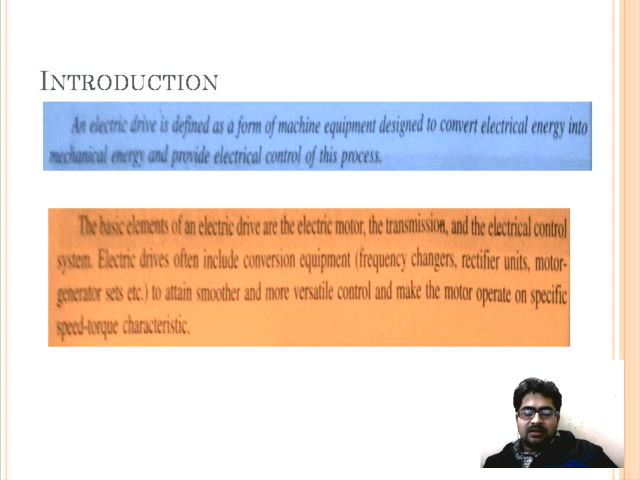 INTRODUCTION
An electric drive is defined as a form of machine equipment designed to convert electrical energy into
mechanical energy and provide electrical control of this process.
The basic elements of an electric drive are the electric motor, the transmission, and the electrical control
system. Electric drives often include conversion equipment (frequency changers, rectifier units, motor-
generator sets etc.) to attain smoother and more versatile control and make the motor operate on specific
speed-torque characteristic.